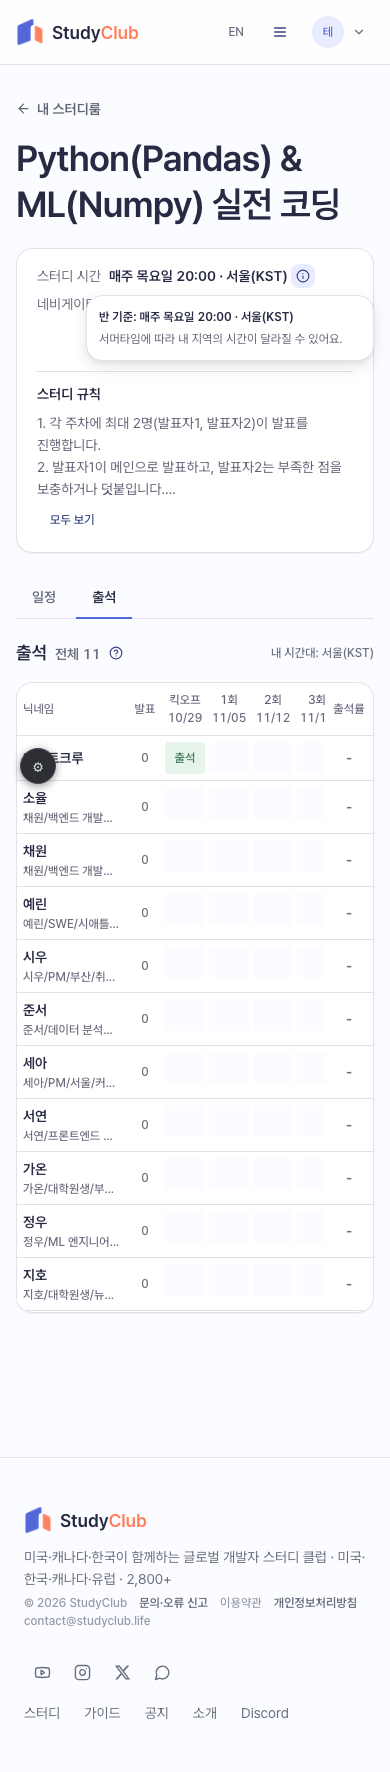 StudyClub
EN
테
내 스터디룸
Python(Pandas) &
ML(Numpy) 실전 코딩
스터디 시간 매주 목요일 20:00 · 서울(KST)
반 기준: 매주 목요일 20:00 · 서울(KST)
서머타임에 따라 내 지역의 시간이 달라질 수 있어요.
스터디 규칙
1. 각 주차에 최대 2명(발표자1, 발표자2)이 발표를
진행합니다.
2. 발표자1이 메인으로 발표하고, 발표자2는 부족한 점을
보충하거나 덧붙입니다....
모두 보기
일정 출석
출석 전체 11 내 시간대: 서울(KST)
닉네임 발표 킥오프 1회 2회 3회 출석률
10/29 11/05 11/12 11/1
0 출석 -
소율
채원/백엔드 개발... 0 -
채원
채원/백엔드 개발... 0 -
예린
예린/SWE/시애틀... 0 -
시우
시우/PM/부산/취... 0 -
준서
준서/데이터 분석... 0 -
세아
세아/PM/서울/커... 0 -
서연
서연/프론트엔드 ... 0 -
가온
가온/대학원생/부... 0 -
정우
정우/ML 엔지니어... 0 -
지호
지호/대학원생/뉴... 0 -
StudyClub
미국·캐나다·한국이 함께하는 글로벌 개발자 스터디 클럽 · 미국·
한국·캐나다·유럽 · 2,800+
© 2026 StudyClub 문의·오류 신고 이용약관 개인정보처리방침
contact@studyclub.life
스터디 가이드 공지 소개 Discord